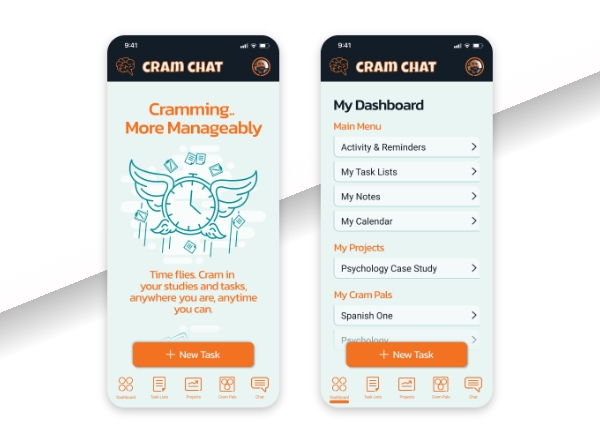 9:41
CRAM CHAT
Cramming..
More Manageably
Time flies. Cram in
your studies and tasks,
anywhere you are, anytime
you can.
+ New Task
Dashboard
Task Lists
Projects
Cram Pals
Chat
9:41
CRAM CHAT
My Dashboard
Main Menu
Activity & Reminders
My Task Lists
My Notes
My Calendar
My Projects
Psychology Case Study
My Cram Pals
Spanish One
Psychology
+ New Task
Dashboard
Task Lists
Projects
Cram Pals
Chat